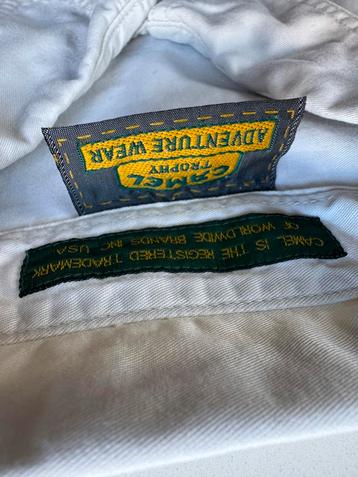 CAMEL
TROPHY
ADVENTURE WEAR
CAMEL IS THE REGISTERED TRADEMARK
OF WORLDWIDE BRANDS INC USA